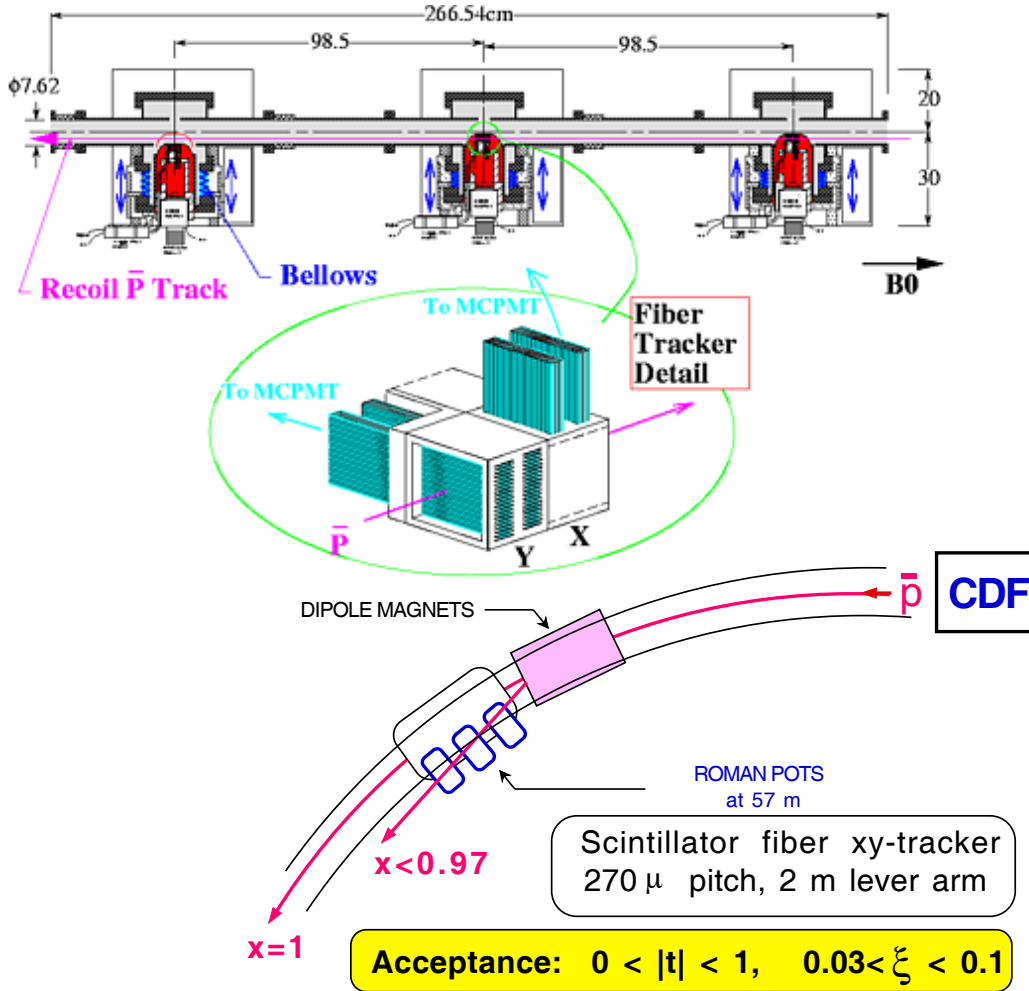 266.54cm
98.5
98.5
ϕ7.62
20
30
Recoil P̅ Track
Bellows
B0
To MCPMT
Fiber
Tracker
Detail
To MCPMT
P̅
Y
X
p̅
CDF
DIPOLE MAGNETS
ROMAN POTS
at 57 m
x<0.97
Scintillator fiber xy-tracker
270 μ pitch, 2 m lever arm
x=1
Acceptance: 0 < |t| < 1, 0.03< ξ < 0.1